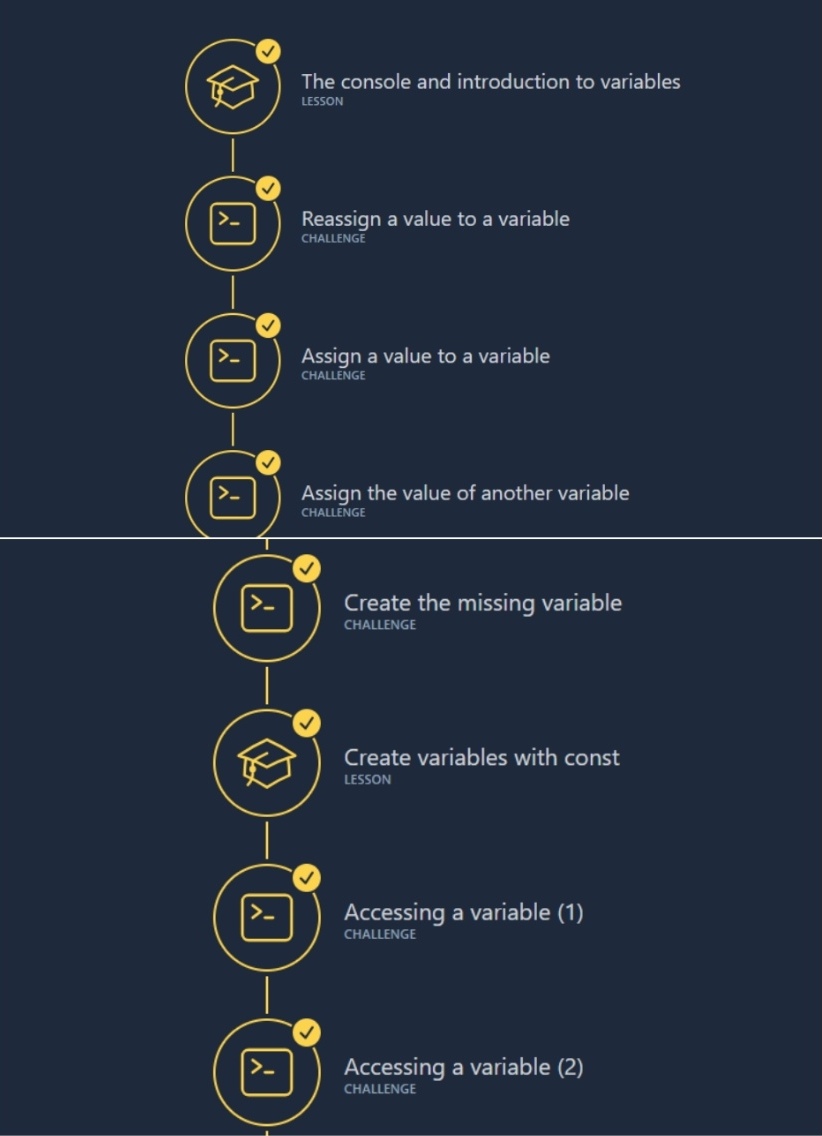 The console and introduction to variables
LESSON
Reassign a value to a variable
CHALLENGE
Assign a value to a variable
CHALLENGE
Assign the value of another variable
CHALLENGE
Create the missing variable
CHALLENGE
Create variables with const
LESSON
Accessing a variable (1)
CHALLENGE
Accessing a variable (2)
CHALLENGE